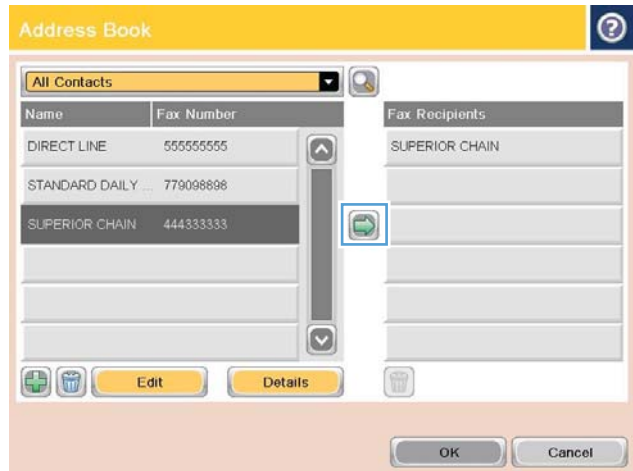 Address Book
All Contacts
Name Fax Number Fax Recipients
DIRECT LINE 555555555 SUPERIOR CHAIN
STANDARD DAILY ... 779098898
SUPERIOR CHAIN 444333333
Edit Details
OK Cancel